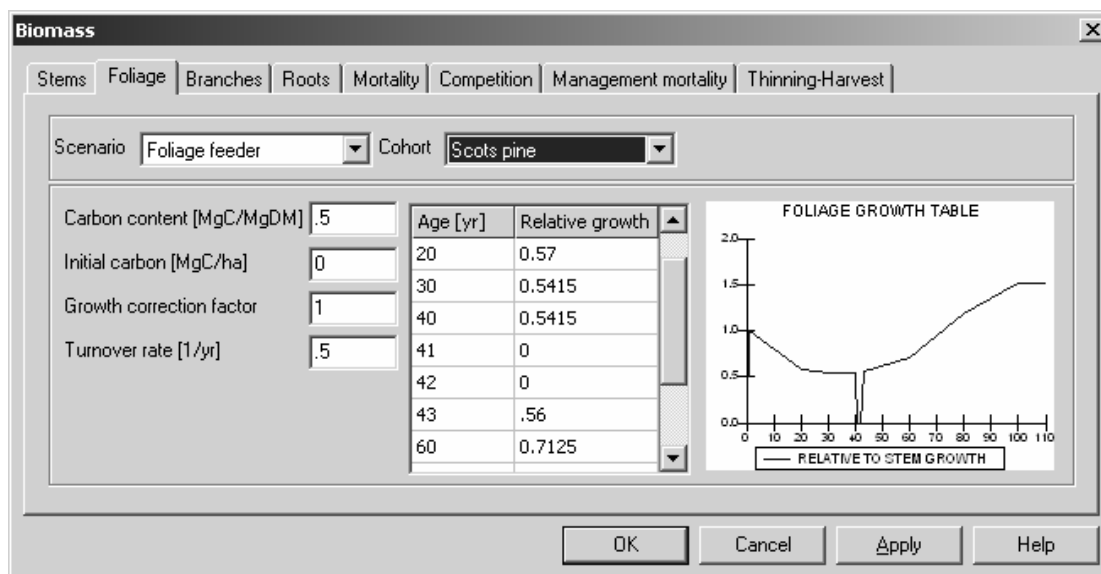 Biomass
Stems Foliage Branches Roots Mortality Competition Management mortality Thinning-Harvest
Scenario Foliage feeder Cohort Scots pine
Carbon content [MgC/MgDM] .5
Initial carbon [MgC/ha] 0
Growth correction factor 1
Turnover rate [1/yr] .5
Age [yr] Relative growth
20 0.57
30 0.5415
40 0.5415
41 0
42 0
43 .56
60 0.7125
FOLIAGE GROWTH TABLE
2.0
1.5
1.0
0.5
0.0
0 10 20 30 40 50 60 70 80 90 100 110
RELATIVE TO STEM GROWTH
OK Cancel Apply Help